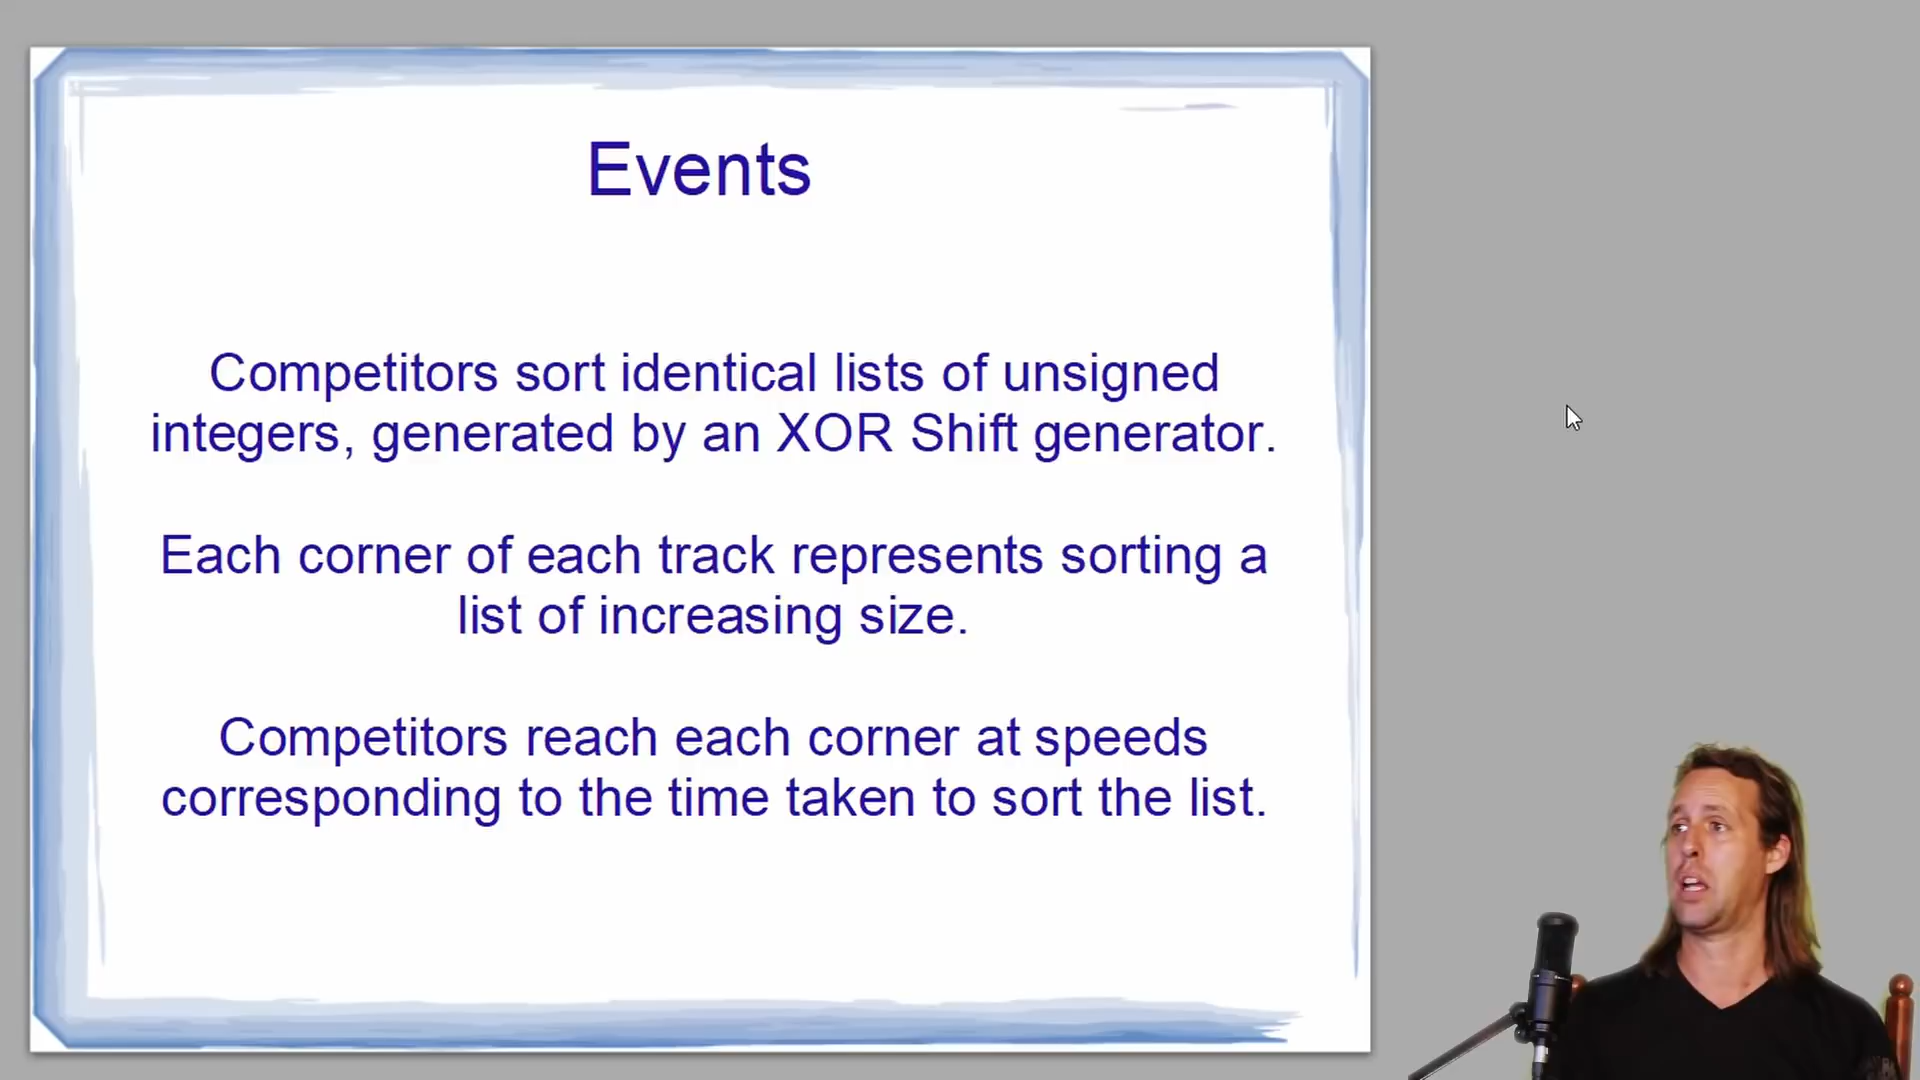 Events
Competitors sort identical lists of unsigned
integers, generated by an XOR Shift generator.
Each corner of each track represents sorting a
list of increasing size.
Competitors reach each corner at speeds
corresponding to the time taken to sort the list.